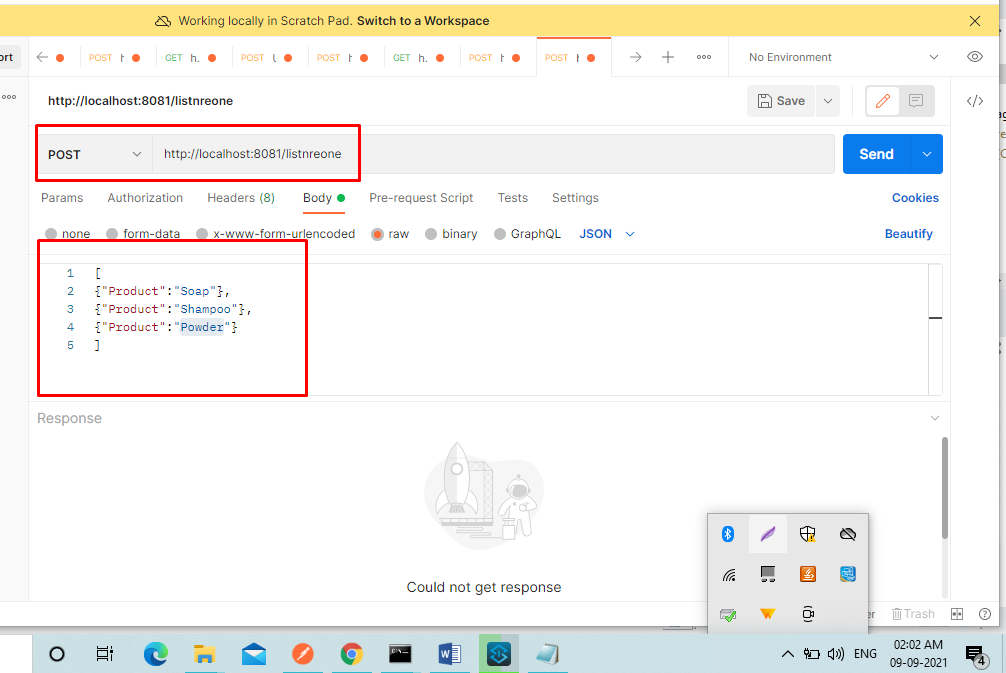 Working locally in Scratch Pad. Switch to a Workspace
ort
POST h
GET h.
POST l
POST h
GET h.
POST h
POST h
No Environment
http://localhost:8081/listnreone
Save
</>
POST
http://localhost:8081/listnreone
Send
Params Authorization Headers (8) Body Pre-request Script Tests Settings Cookies
none form-data x-www-form-urlencoded raw binary GraphQL JSON Beautify
1 [
2 {"Product":"Soap"},
3 {"Product":"Shampoo"},
4 {"Product":"Powder"}
5 ]
Response
Could not get response
er Trash
ENG
02:02 AM
09-09-2021
4